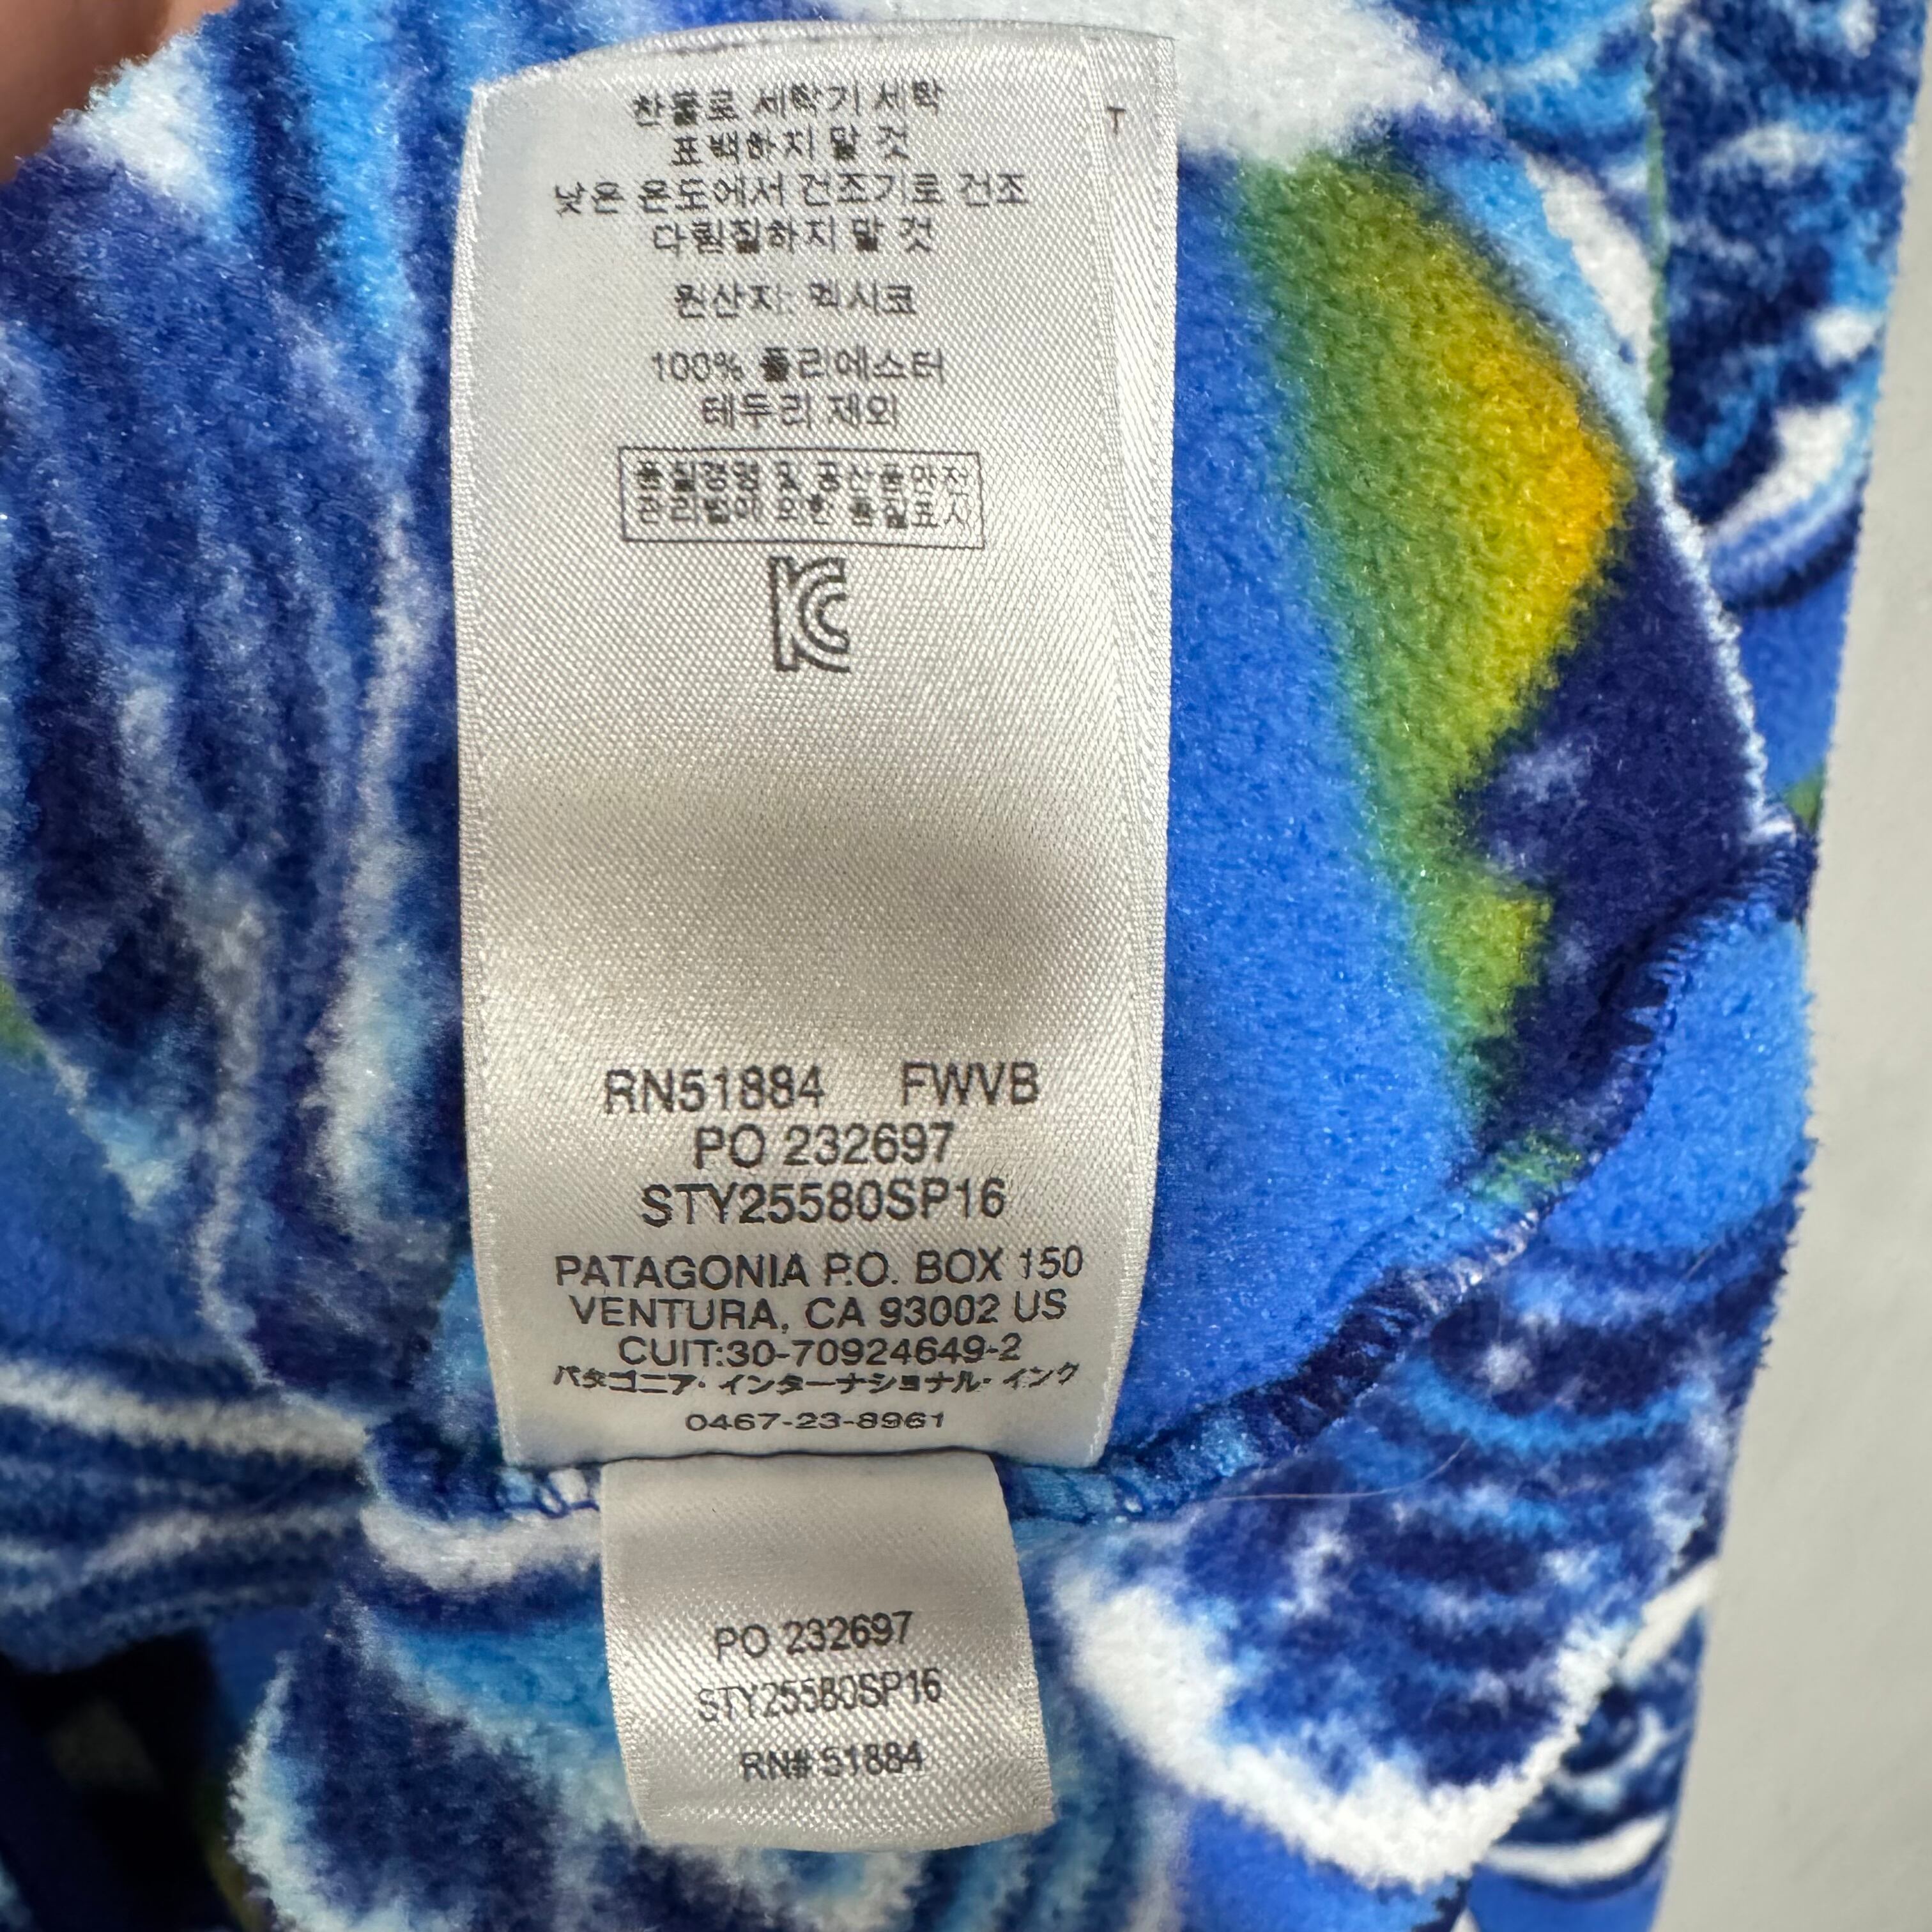 찬물로 세탁기 세탁
표백하지 말 것
낮은 온도에서 건조기로 건조
다림질하지 말 것
원산지: 멕시코
100% 폴리에스터
테두리 제외
품질경영 및 공산품안전
관리법에 의한 품질표시
T
RN51884 FWVB
PO 232697
STY25580SP16
PATAGONIA P.O. BOX 150
VENTURA, CA 93002 US
CUIT:30-70924649-2
パタゴニア・インターナショナル・インク
0467-23-8961
PO 232697
STY25580SP16
RN# 51884